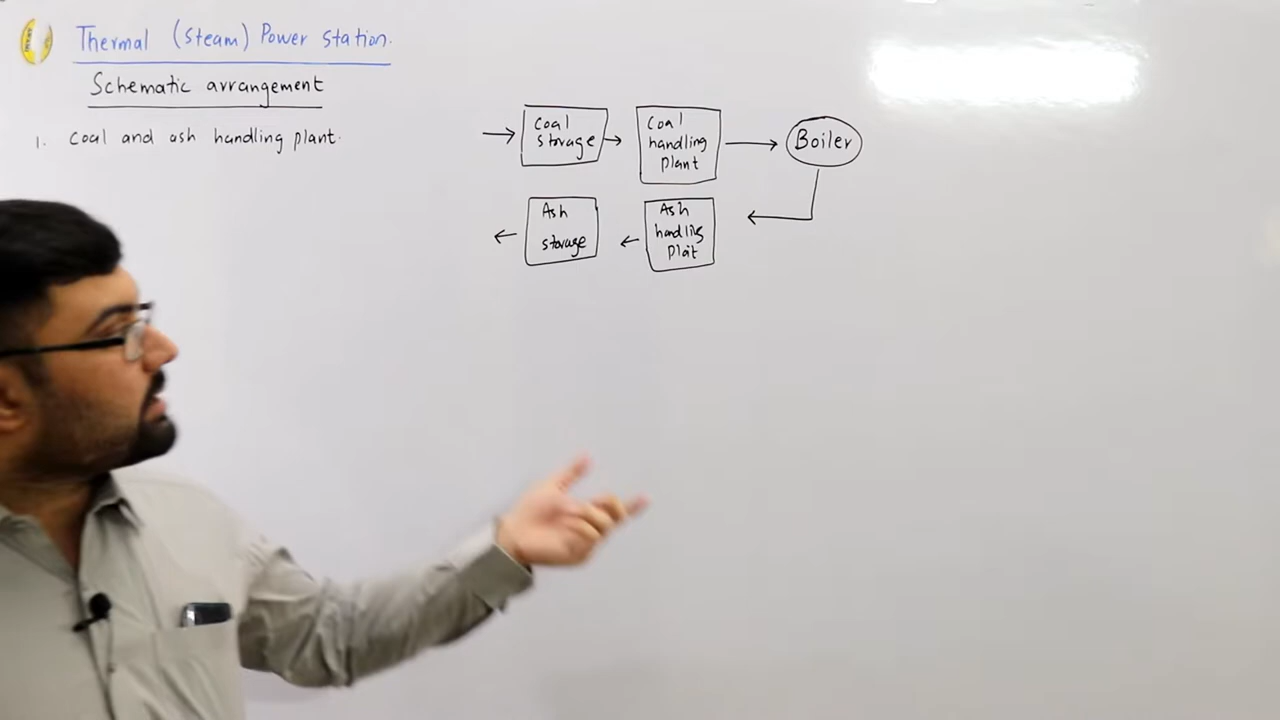 Thermal (Steam) Power station.
Schematic arrangement
1. Coal and ash handling plant.
Coal
storage
Coal
handling
plant
Boiler
Ash
storage
Ash
handling